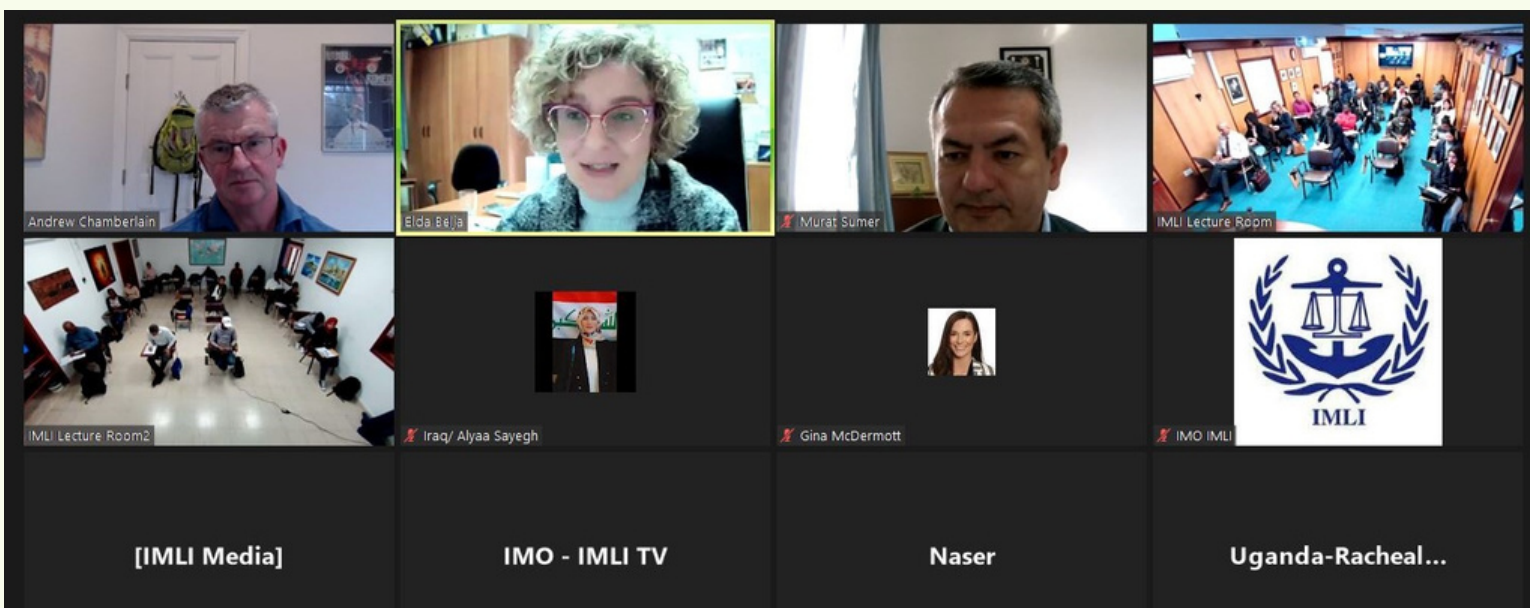 Andrew Chamberlain
Elda Belja
Murat Sumer
IMLI Lecture Room
IMLI Lecture Room2
Iraq/ Alyaa Sayegh
Gina McDermott
IMLI
IMO IMLI
[IMLI Media]
IMO - IMLI TV
Naser
Uganda-Racheal...